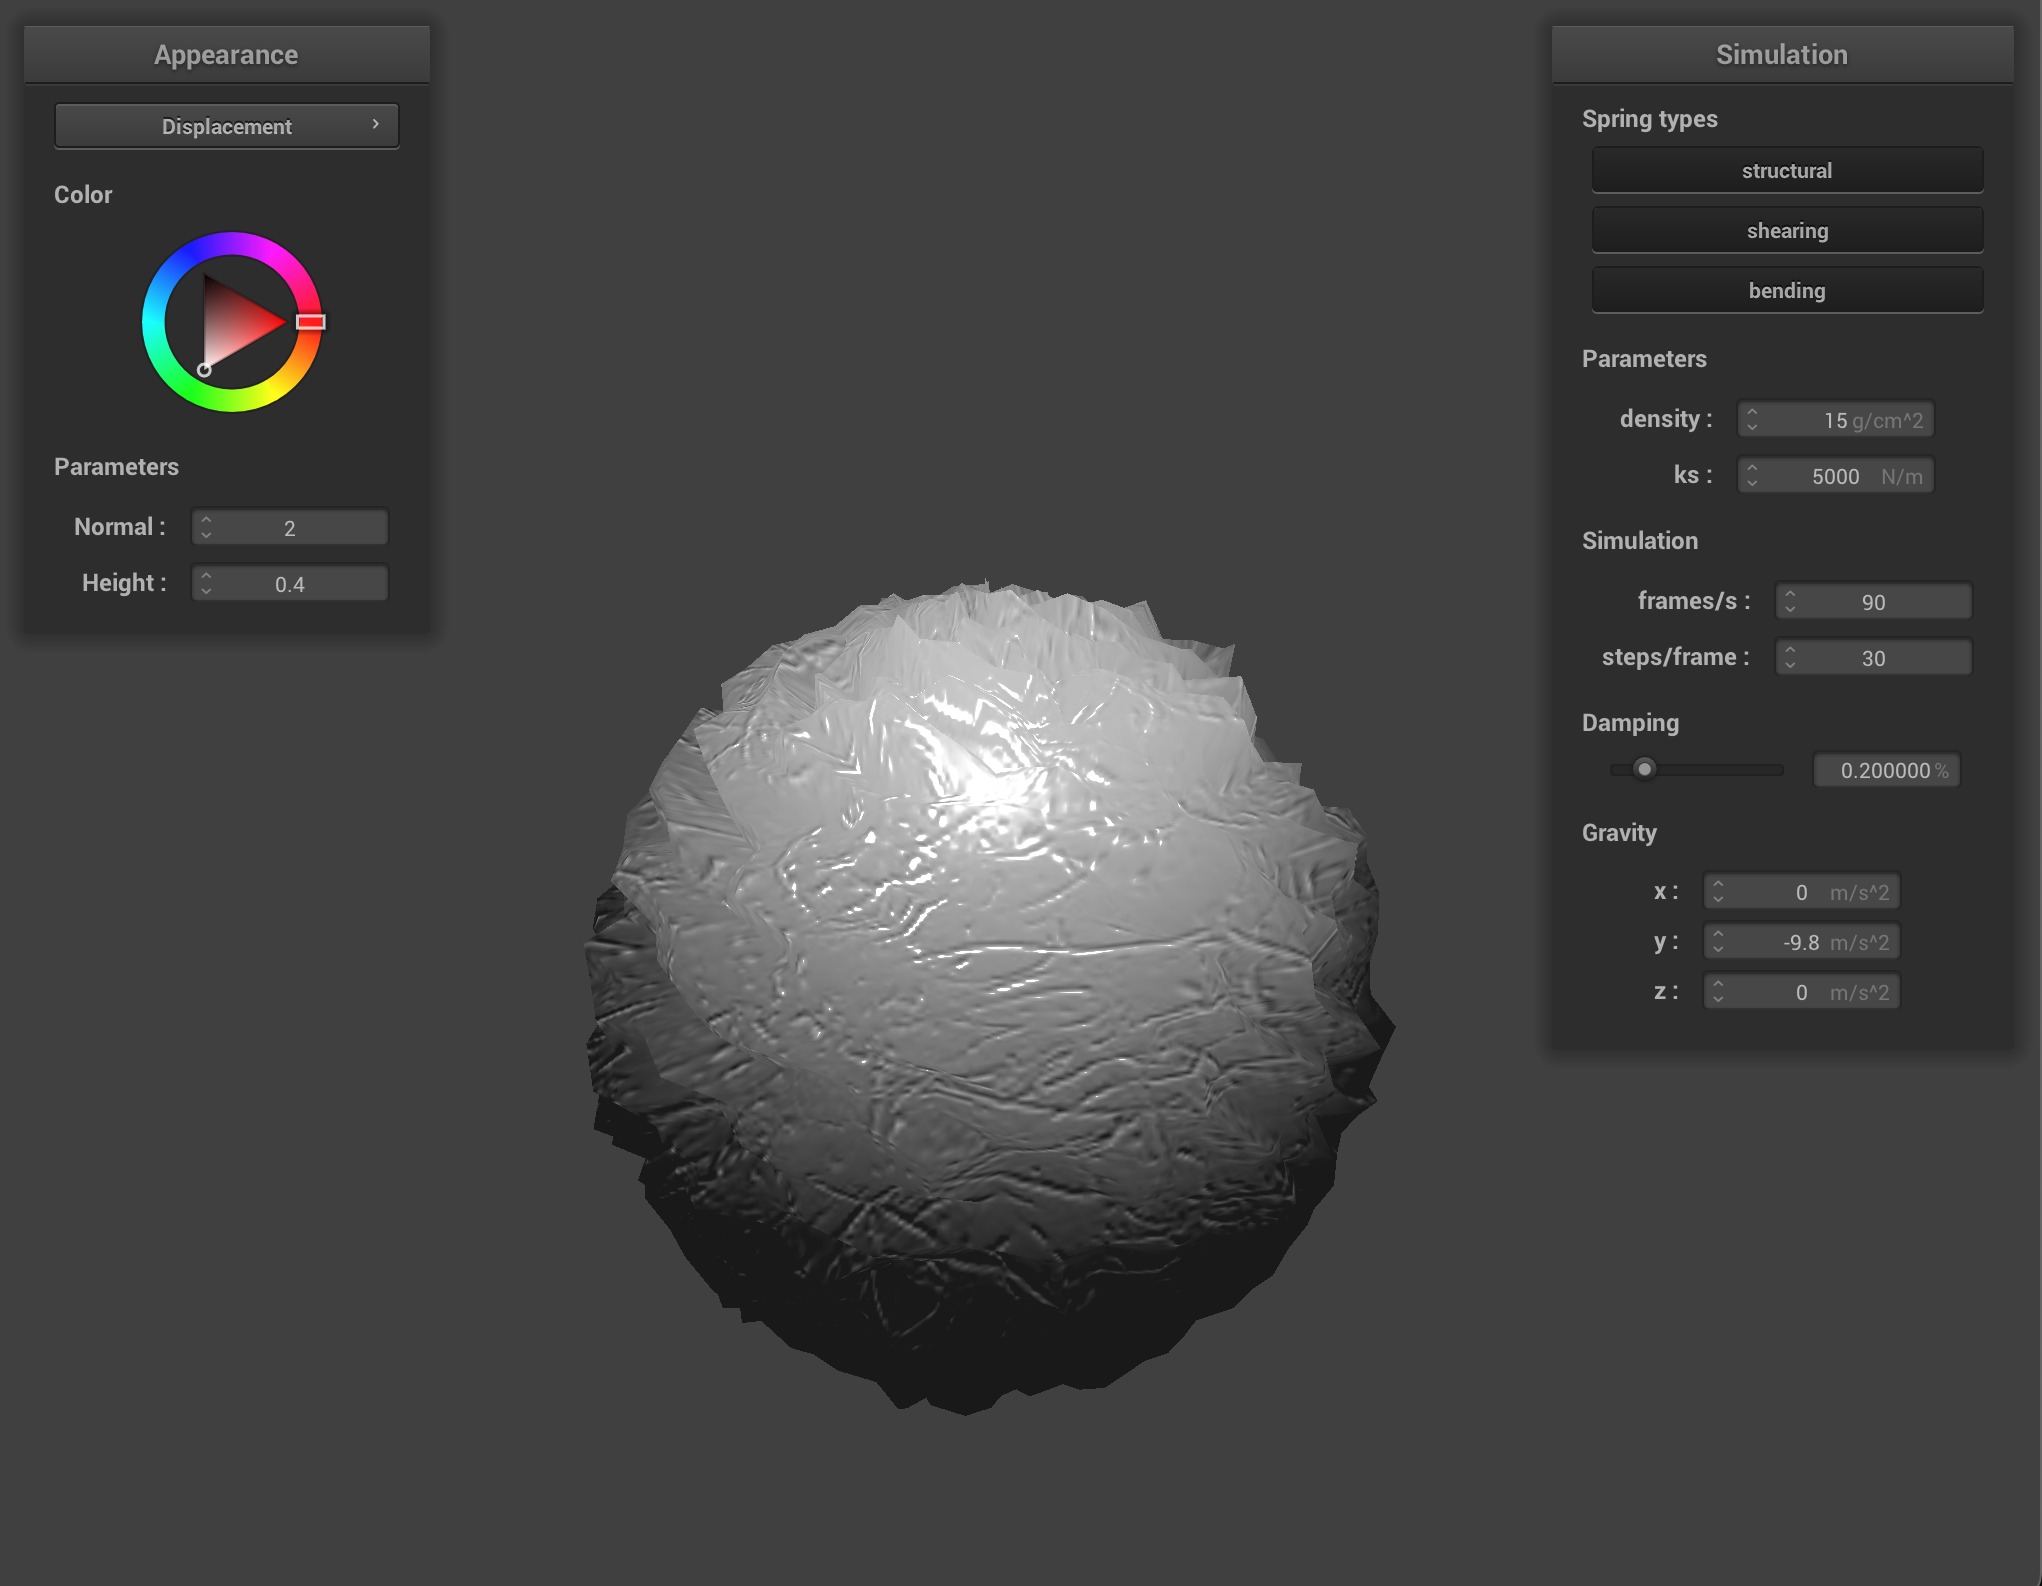 Appearance
Displacement
Color
Parameters
Normal : 2
Height : 0.4
Simulation
Spring types
structural
shearing
bending
Parameters
density : 15 g/cm^2
ks : 5000 N/m
Simulation
frames/s : 90
steps/frame : 30
Damping
0.200000 %
Gravity
x : 0 m/s^2
y : -9.8 m/s^2
z : 0 m/s^2